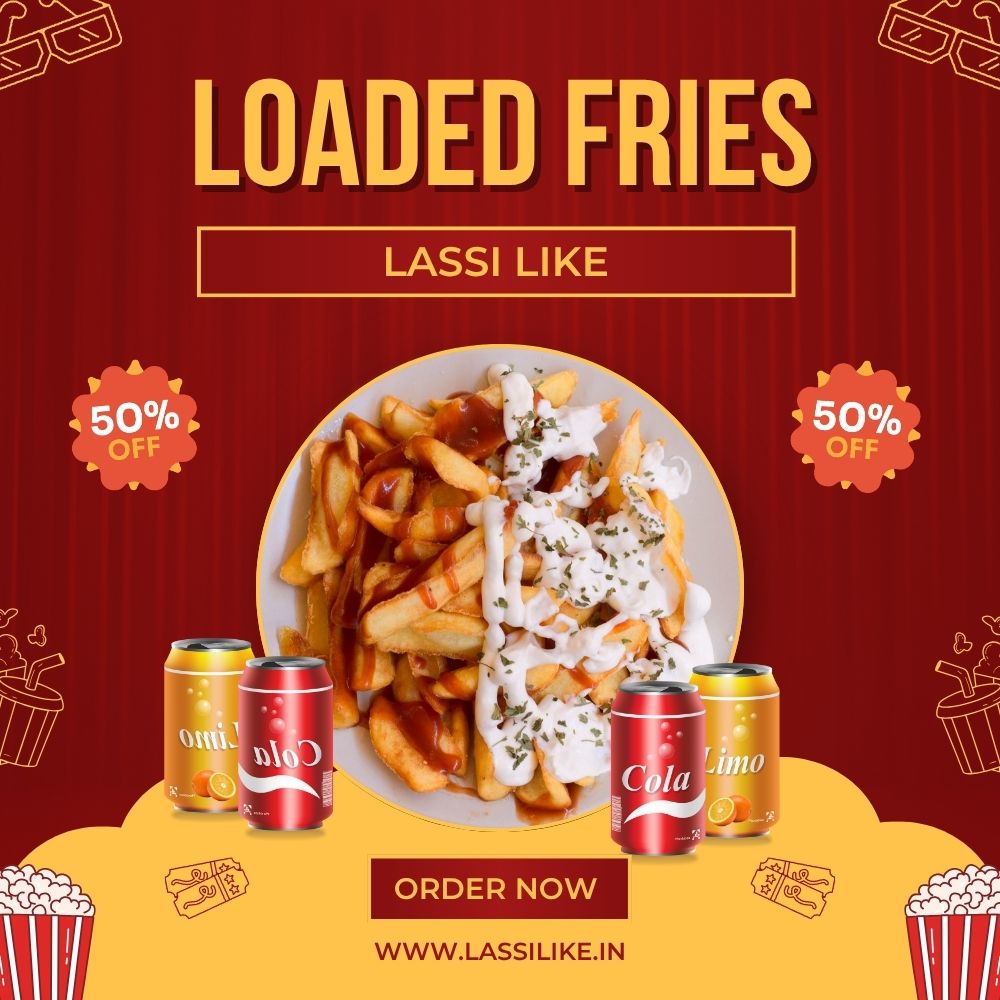 LOADED FRIES
LASSI LIKE
50%
OFF
50%
OFF
Limo
Cola
Cola
Limo
ORDER NOW
WWW.LASSILIKE.IN